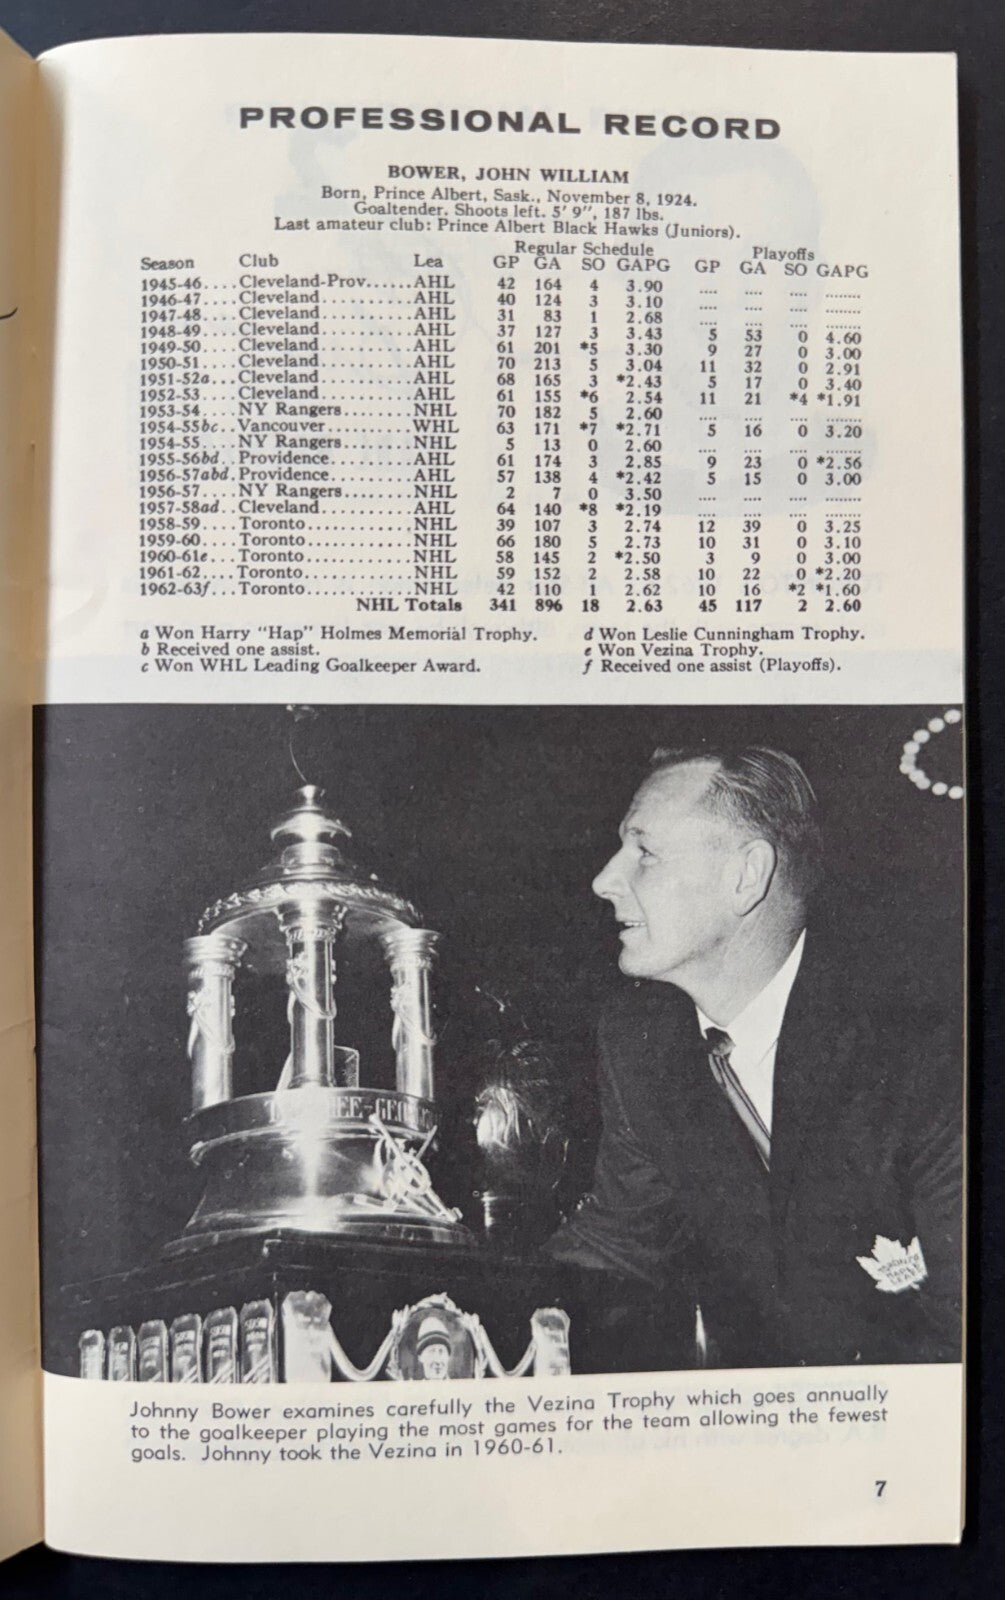 PROFESSIONAL RECORD
BOWER, JOHN WILLIAM
Born, Prince Albert, Sask., November 8, 1924.
Goaltender. Shoots left. 5' 9", 187 lbs.
Last amateur club: Prince Albert Black Hawks (Juniors).
Regular Schedule Playoffs
Season Club Lea GP GA SO GAPG GP GA SO GAPG
1945-46....Cleveland-Prov......AHL 42 164 4 3.90 .... .... .... ........
1946-47....Cleveland..........AHL 40 124 3 3.10 .... .... .... ........
1947-48....Cleveland..........AHL 31 83 1 2.68 .... .... .... ........
1948-49....Cleveland..........AHL 37 127 3 3.43 5 53 0 4.60
1949-50....Cleveland..........AHL 61 201 *5 3.30 9 27 0 3.00
1950-51....Cleveland..........AHL 70 213 5 3.04 11 32 0 2.91
1951-52a...Cleveland..........AHL 68 165 3 *2.43 5 17 0 3.40
1952-53....Cleveland..........AHL 61 155 *6 2.54 11 21 *4 *1.91
1953-54....NY Rangers........NHL 70 182 5 2.60 .... .... .... ........
1954-55bc..Vancouver..........WHL 63 171 *7 *2.71 5 16 0 3.20
1954-55....NY Rangers........NHL 5 13 0 2.60 .... .... .... ........
1955-56bd..Providence.........AHL 61 174 3 2.85 9 23 0 *2.56
1956-57abd.Providence.........AHL 57 138 4 *2.42 5 15 0 3.00
1956-57....NY Rangers........NHL 2 7 0 3.50 .... .... .... ........
1957-58ad..Cleveland..........AHL 64 140 *8 *2.19 .... .... .... ........
1958-59....Toronto............NHL 39 107 3 2.74 12 39 0 3.25
1959-60....Toronto............NHL 66 180 5 2.73 10 31 0 3.10
1960-61e...Toronto............NHL 58 145 2 *2.50 3 9 0 3.00
1961-62....Toronto............NHL 59 152 2 2.58 10 22 0 *2.20
1962-63f...Toronto............NHL 42 110 1 2.62 10 16 *2 *1.60
NHL Totals 341 896 18 2.63 45 117 2 2.60
a Won Harry "Hap" Holmes Memorial Trophy.
b Received one assist.
c Won WHL Leading Goalkeeper Award.
d Won Leslie Cunningham Trophy.
e Won Vezina Trophy.
f Received one assist (Playoffs).
TORONTO
MAPLE
LEAFS
Johnny Bower examines carefully the Vezina Trophy which goes annually
to the goalkeeper playing the most games for the team allowing the fewest
goals. Johnny took the Vezina in 1960-61.
7